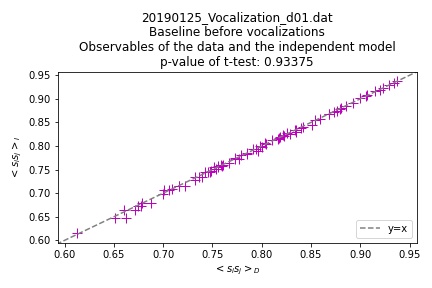 20190125_Vocalization_d01.dat
Baseline before vocalizations
Observables of the data and the independent model
p-value of t-test: 0.93375
0.95
0.90
0.85
0.80
0.75
0.70
0.65
0.60
< s_i s_j >_I
y=x
0.60 0.65 0.70 0.75 0.80 0.85 0.90 0.95
< s_i s_j >_D